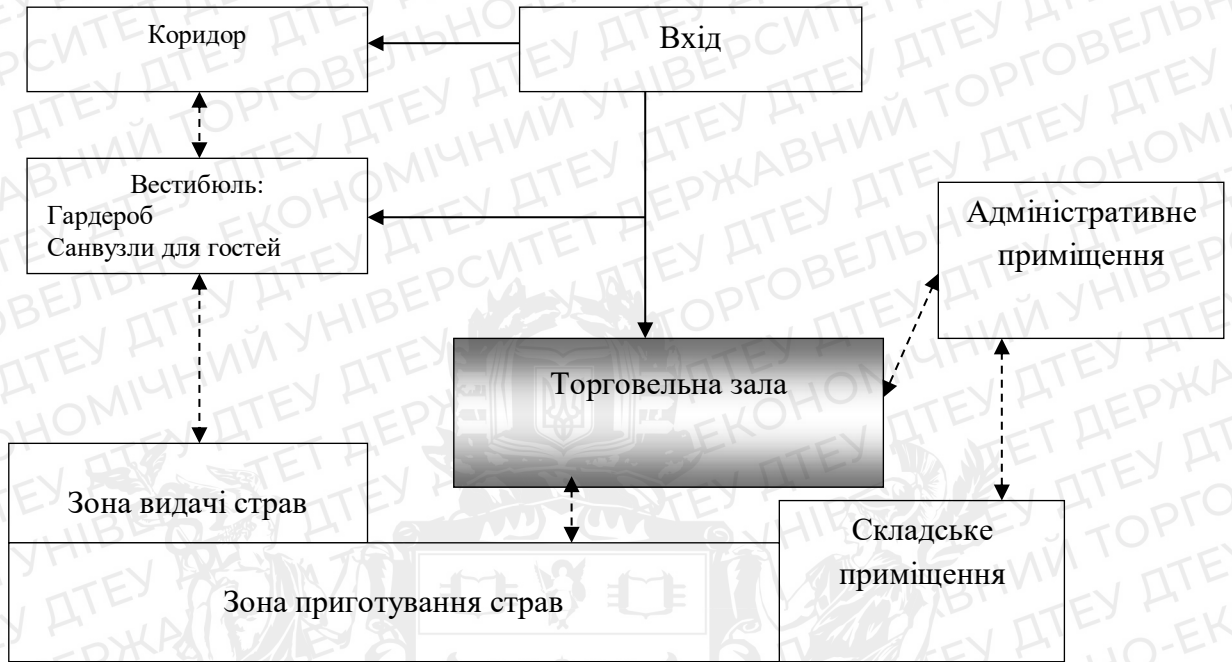 Коридор
Вхід
Вестибюль:
Гардероб
Санвузли для гостей
Адміністративне
приміщення
Торговельна зала
Зона видачі страв
Складське
приміщення
Зона приготування страв